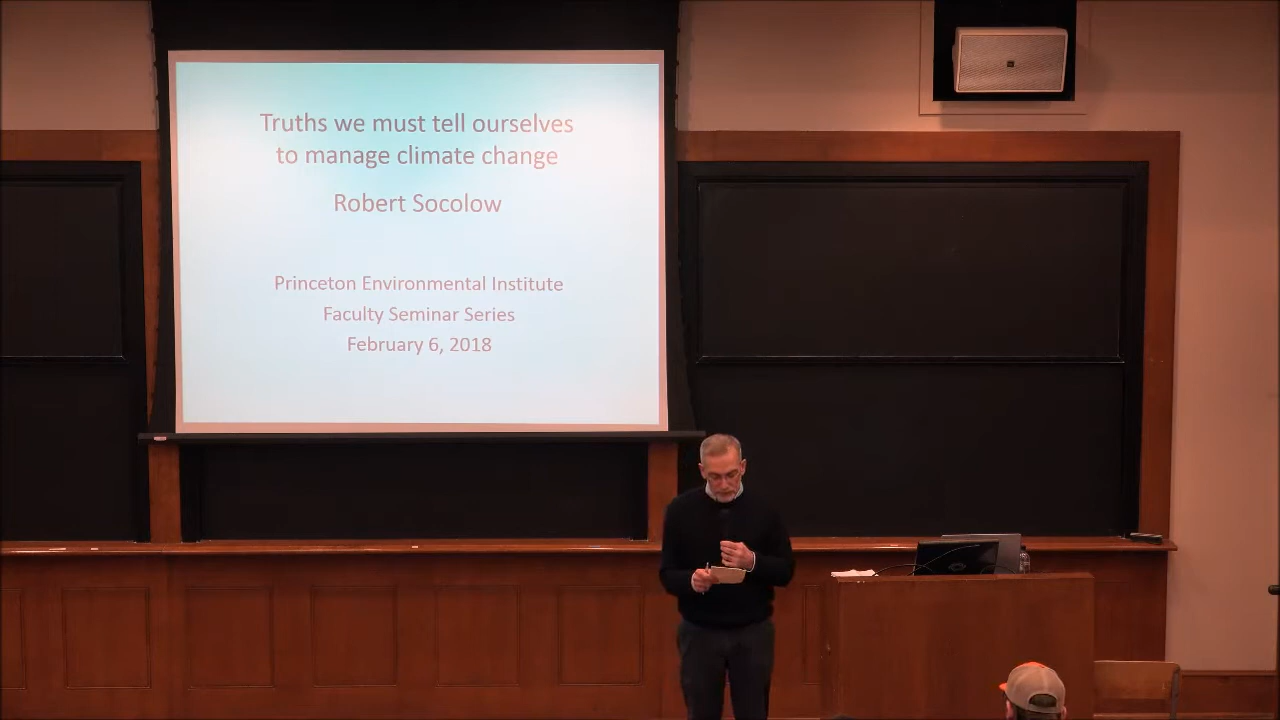 Truths we must tell ourselves
to manage climate change
Robert Socolow
Princeton Environmental Institute
Faculty Seminar Series
February 6, 2018